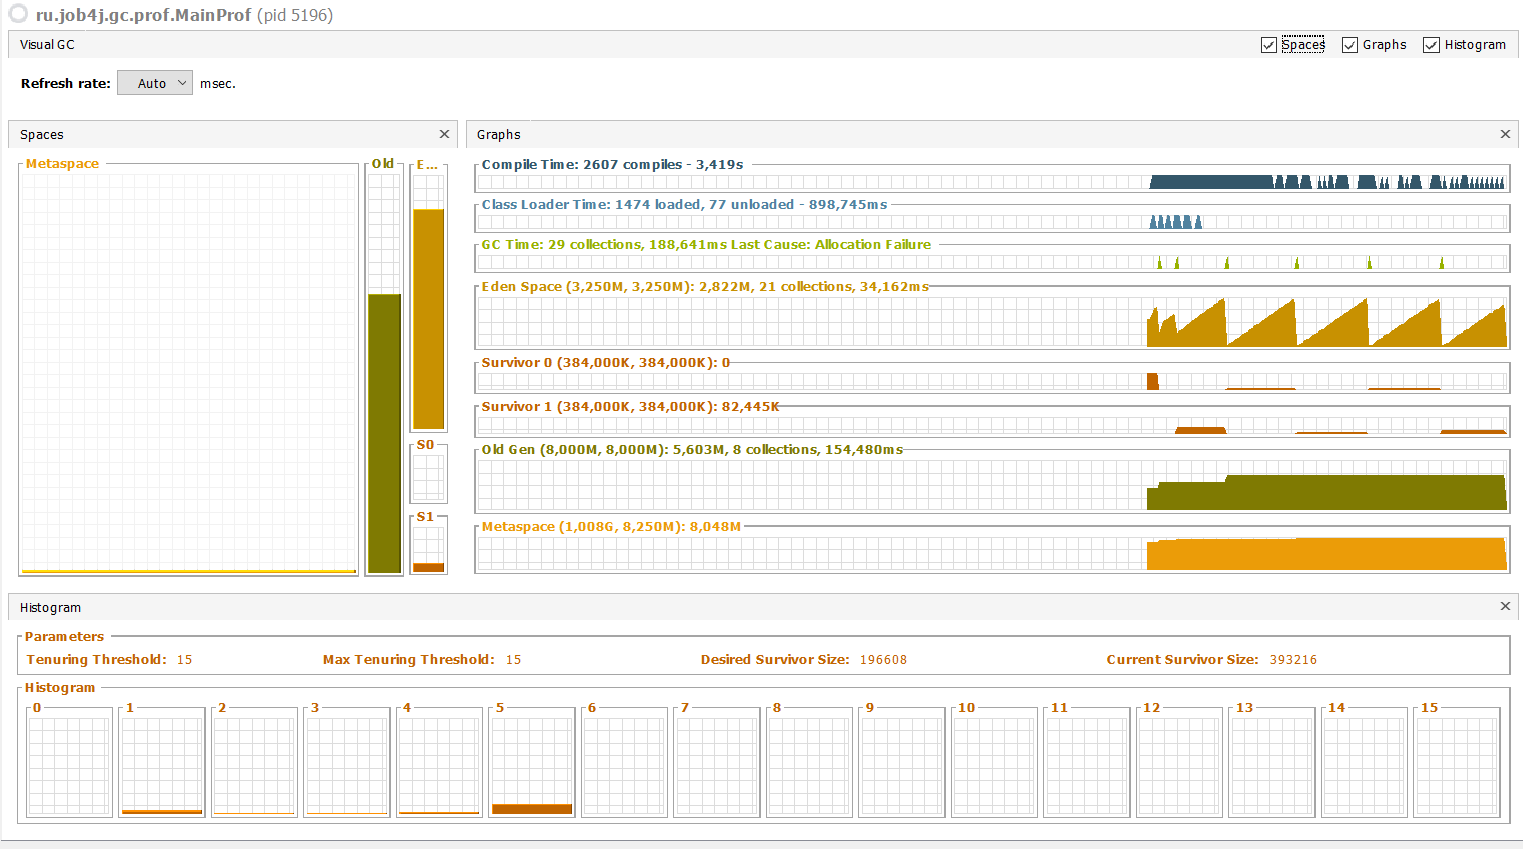 ru.job4j.gc.prof.MainProf (pid 5196)
Visual GC
Spaces Graphs Histogram
Refresh rate: Auto msec.
Spaces
Graphs
Metaspace
Old
E...
S0
S1
Compile Time: 2607 compiles - 3,419s
Class Loader Time: 1474 loaded, 77 unloaded - 898,745ms
GC Time: 29 collections, 188,641ms Last Cause: Allocation Failure
Eden Space (3,250M, 3,250M): 2,822M, 21 collections, 34,162ms
Survivor 0 (384,000K, 384,000K): 0
Survivor 1 (384,000K, 384,000K): 82,445K
Old Gen (8,000M, 8,000M): 5,603M, 8 collections, 154,480ms
Metaspace (1,008G, 8,250M): 8,048M
Histogram
Parameters
Tenuring Threshold: 15 Max Tenuring Threshold: 15 Desired Survivor Size: 196608 Current Survivor Size: 393216
Histogram
0 1 2 3 4 5 6 7 8 9 10 11 12 13 14 15